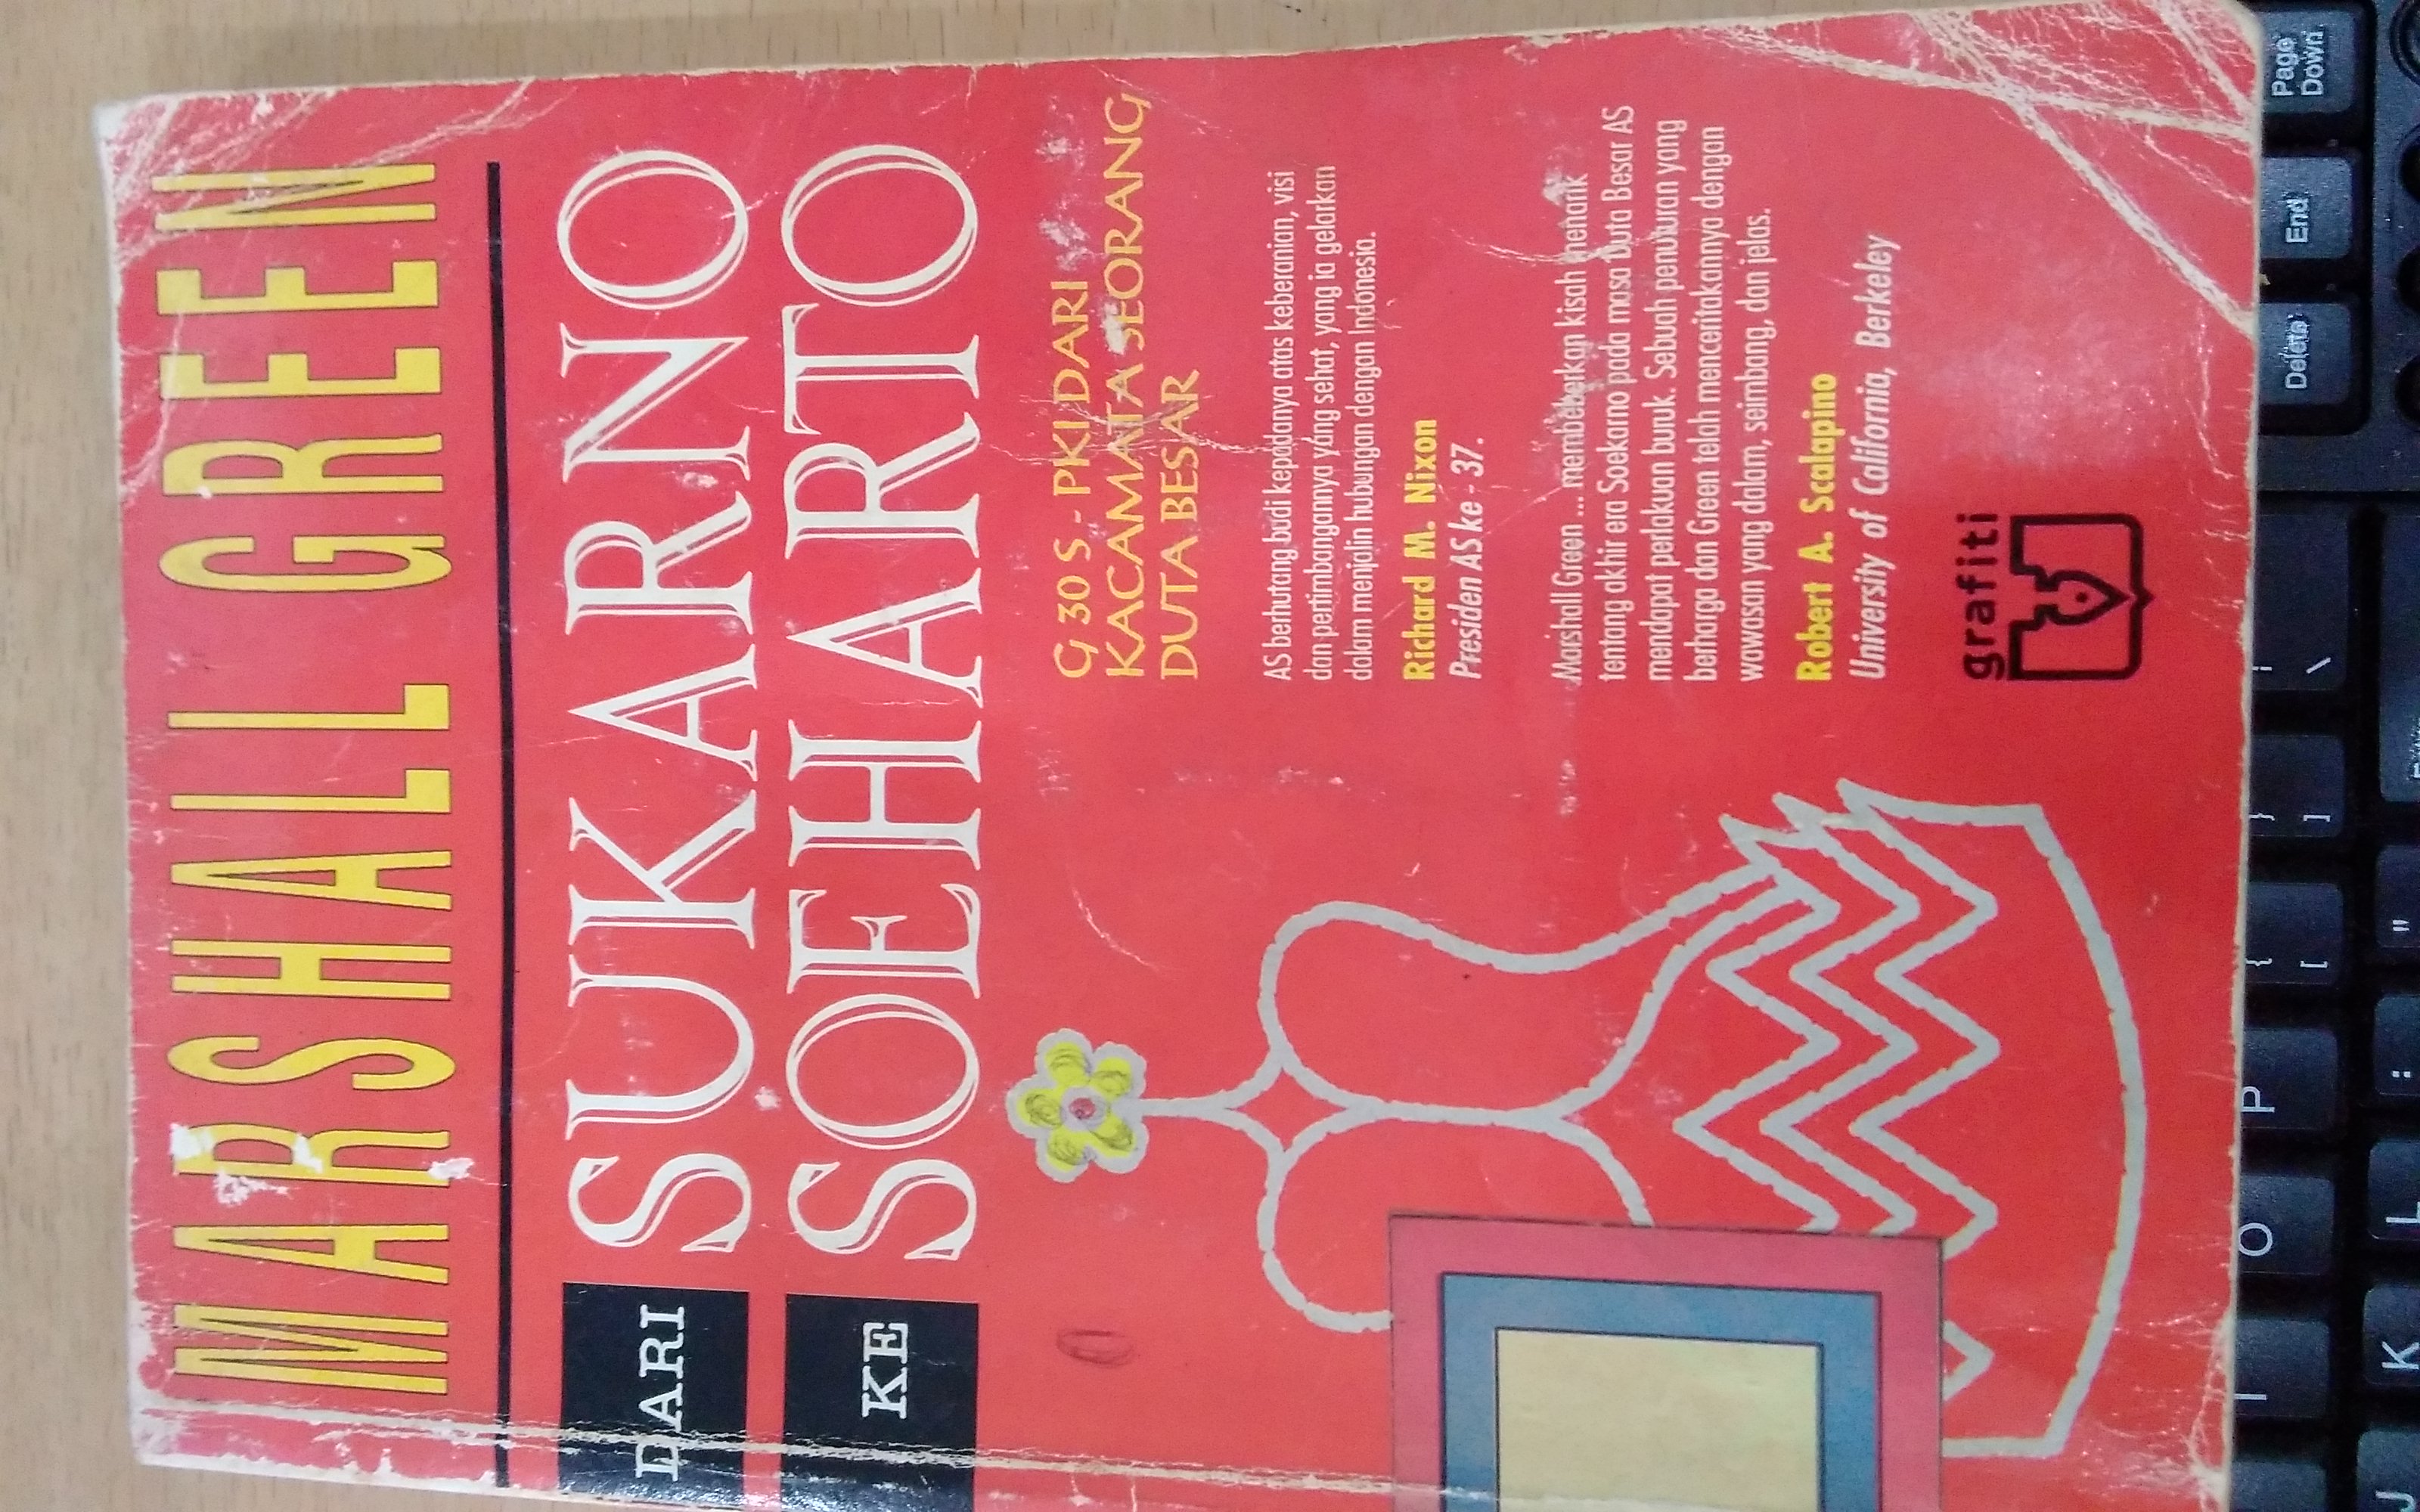 MARSHALL GREEN
DARI SUKARNO
KE SOEHARTO
G 30 S - PKI DARI
KACAMATA SEORANG
DUTA BESAR
AS berhutang budi kepadanya atas keberanian, visi
dan pertimbangannya yang sehat, yang ia gelarkan
dalam menjalin hubungan dengan Indonesia.
Richard M. Nixon
Presiden AS ke - 37.
Marshall Green ... membeberkan kisah menarik
tentang akhir era Soekarno pada masa Duta Besar AS
mendapat perlakuan buruk. Sebuah penuturan yang
berharga dan Green telah menceritakannya dengan
wawasan yang dalam, seimbang, dan jelas.
Robert A. Scalapino
University of California, Berkeley
grafiti
Page
Down
End
Delete
| \
} ]
{ [
P
O
I
"
:
L
K
J